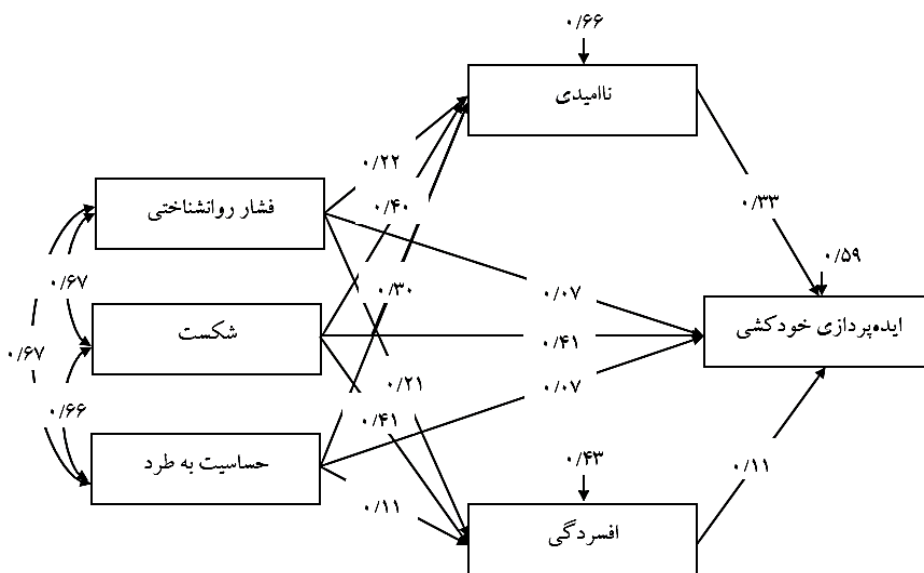 ۰/۶۶
ناامیدی
۰/۲۲
فشار روانشناختی
۰/۴۰
۰/۳۳
۰/۵۹
۰/۶۷
۰/۳۰
۰/۰۷
شکست
ایده‌پردازی خودکشی
۰/۴۱
۰/۶۷
۰/۲۱
۰/۰۷
۰/۶۶
۰/۴۱
حساسیت به طرد
۰/۴۳
۰/۱۱
۰/۱۱
افسردگی